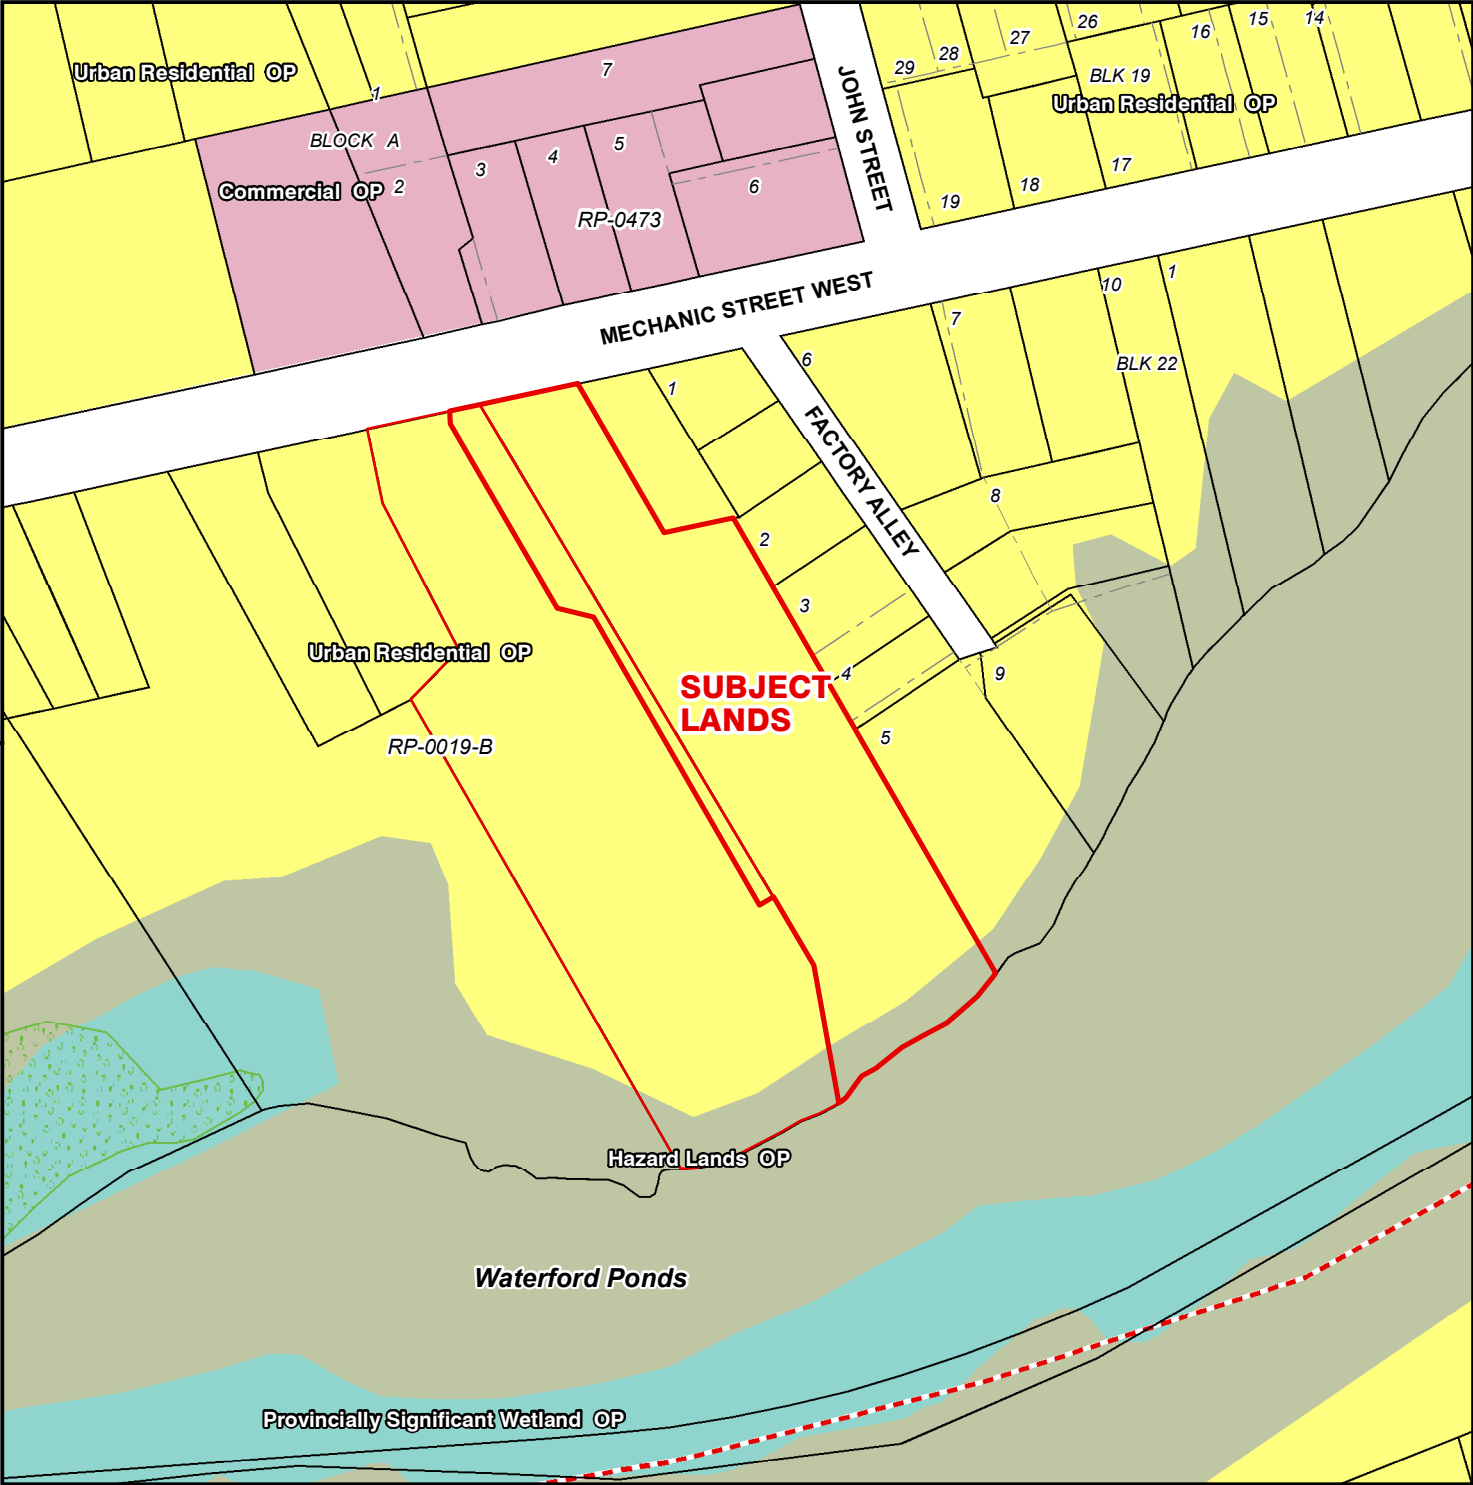 26
15
14
27
16
28
29
JOHN STREET
7
Urban Residential OP
BLK 19
1
Urban Residential OP
BLOCK A
5
4
3
17
2
Commercial OP
6
18
19
RP-0473
MECHANIC STREET WEST
1
10
7
6
BLK 22
1
FACTORY ALLEY
8
2
3
Urban Residential OP
4
9
SUBJECT
LANDS
5
RP-0019-B
Hazard Lands OP
Waterford Ponds
Provincially Significant Wetland OP